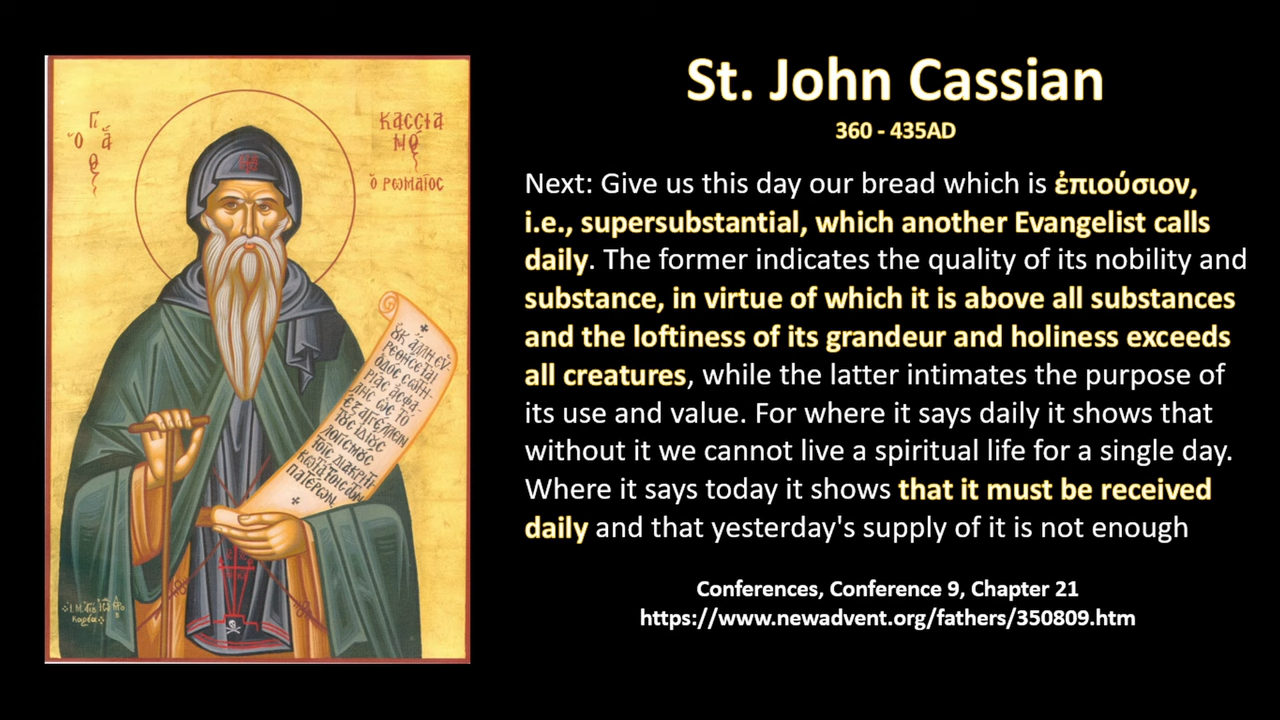 St. John Cassian
360 - 435AD
Next: Give us this day our bread which is ἐπιούσιον,
i.e., supersubstantial, which another Evangelist calls
daily. The former indicates the quality of its nobility and
substance, in virtue of which it is above all substances
and the loftiness of its grandeur and holiness exceeds
all creatures, while the latter intimates the purpose of
its use and value. For where it says daily it shows that
without it we cannot live a spiritual life for a single day.
Where it says today it shows that it must be received
daily and that yesterday's supply of it is not enough
Conferences, Conference 9, Chapter 21
https://www.newadvent.org/fathers/350809.htm
ΚΑCCΙΑ
ΝΟ
ὁ ΡΩΜΑῖΟC